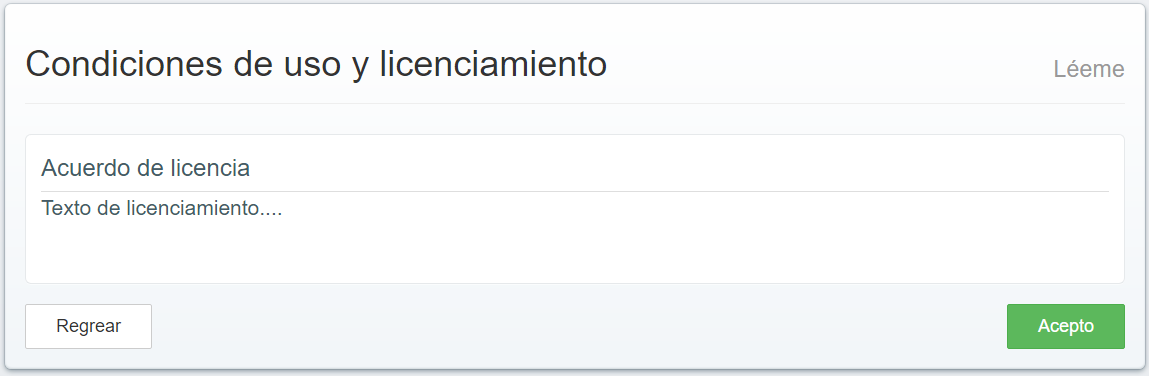 Condiciones de uso y licenciamiento
Léeme
Acuerdo de licencia
Texto de licenciamiento....
Regrear
Acepto